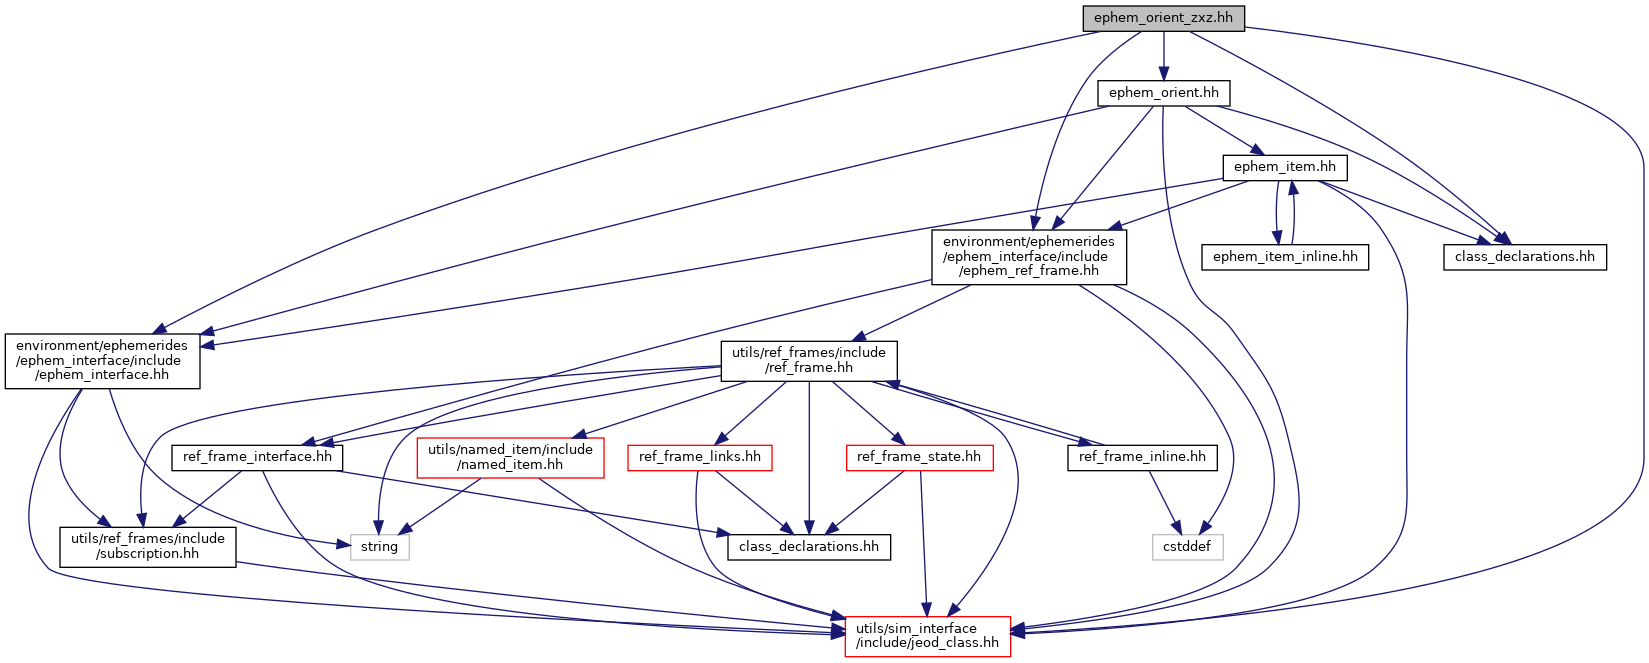 ephem_orient_zxz.hh
ephem_orient.hh
ephem_item.hh
environment/ephemerides
/ephem_interface/include
/ephem_ref_frame.hh
ephem_item_inline.hh
class_declarations.hh
environment/ephemerides
/ephem_interface/include
/ephem_interface.hh
utils/ref_frames/include
/ref_frame.hh
ref_frame_interface.hh
utils/named_item/include
/named_item.hh
ref_frame_links.hh
ref_frame_state.hh
ref_frame_inline.hh
utils/ref_frames/include
/subscription.hh
string
class_declarations.hh
cstddef
utils/sim_interface
/include/jeod_class.hh